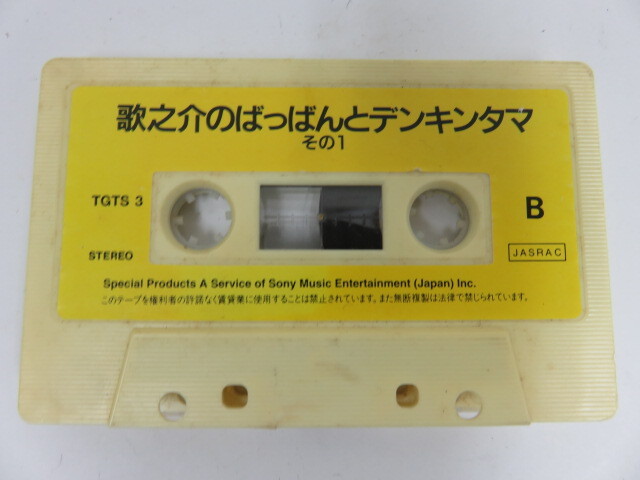 歌之介のばっばんとデンキンタマ
その1
TGTS 3
B
STEREO
JASRAC
Special Products A Service of Sony Music Entertainment (Japan) Inc.
このテープを権利者の許諾なく賃貸業に使用することは禁止されています。また無断複製は法律で禁じられています。